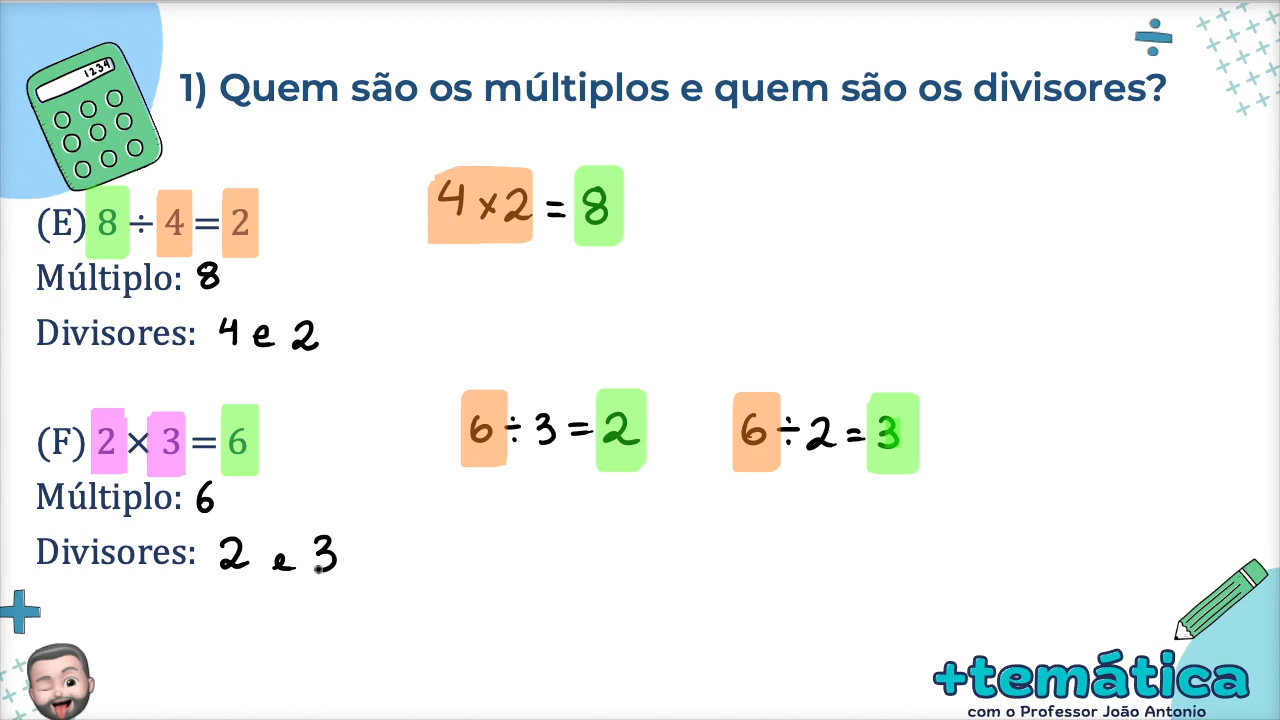 1) Quem são os múltiplos e quem são os divisores?
1234
(E) 8 ÷ 4 = 2
4 × 2 = 8
Múltiplo: 8
Divisores: 4 e 2
(F) 2 × 3 = 6
6 ÷ 3 = 2
6 ÷ 2 = 3
Múltiplo: 6
Divisores: 2 e 3
+temática
com o Professor João Antonio